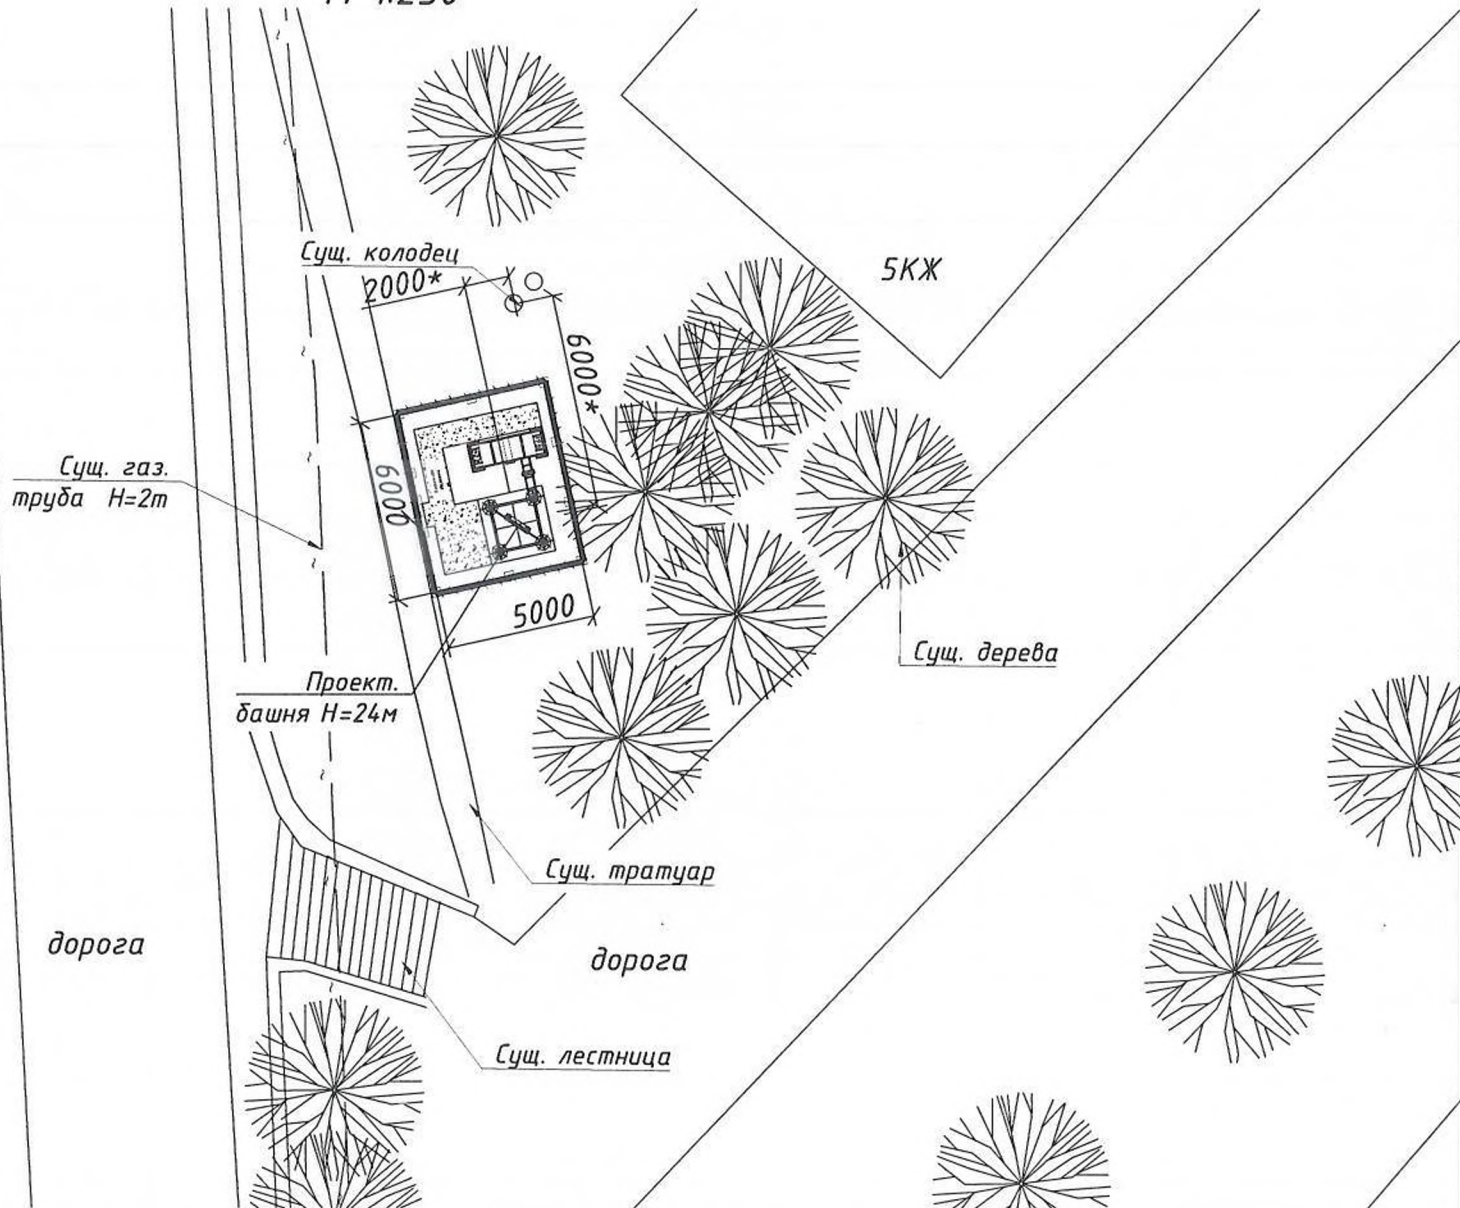 Сущ. колодец
2000*
5КЖ
6000*
Сущ. газ.
труба H=2m
6000
5000
Сущ. дерева
Проект.
башня H=24м
Сущ. тратуар
дорога
дорога
Сущ. лестница